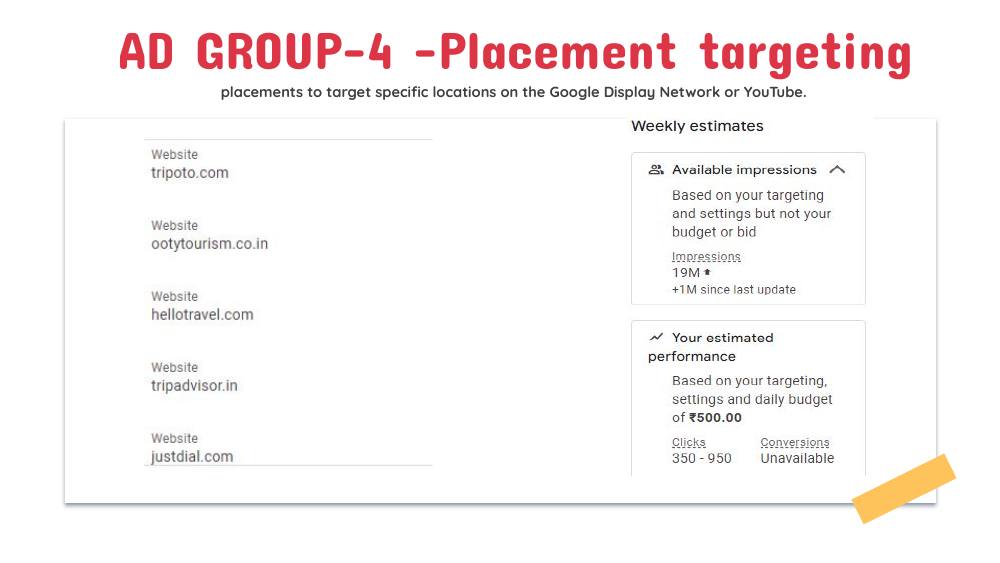 AD GROUP-4 -Placement targeting
placements to target specific locations on the Google Display Network or YouTube.
Website
tripoto.com
Website
ootytourism.co.in
Website
hellotravel.com
Website
tripadvisor.in
Website
justdial.com
Weekly estimates
Available impressions
Based on your targeting
and settings but not your
budget or bid
Impressions
19M
+1M since last update
Your estimated
performance
Based on your targeting,
settings and daily budget
of ₹500.00
Clicks Conversions
350 - 950 Unavailable